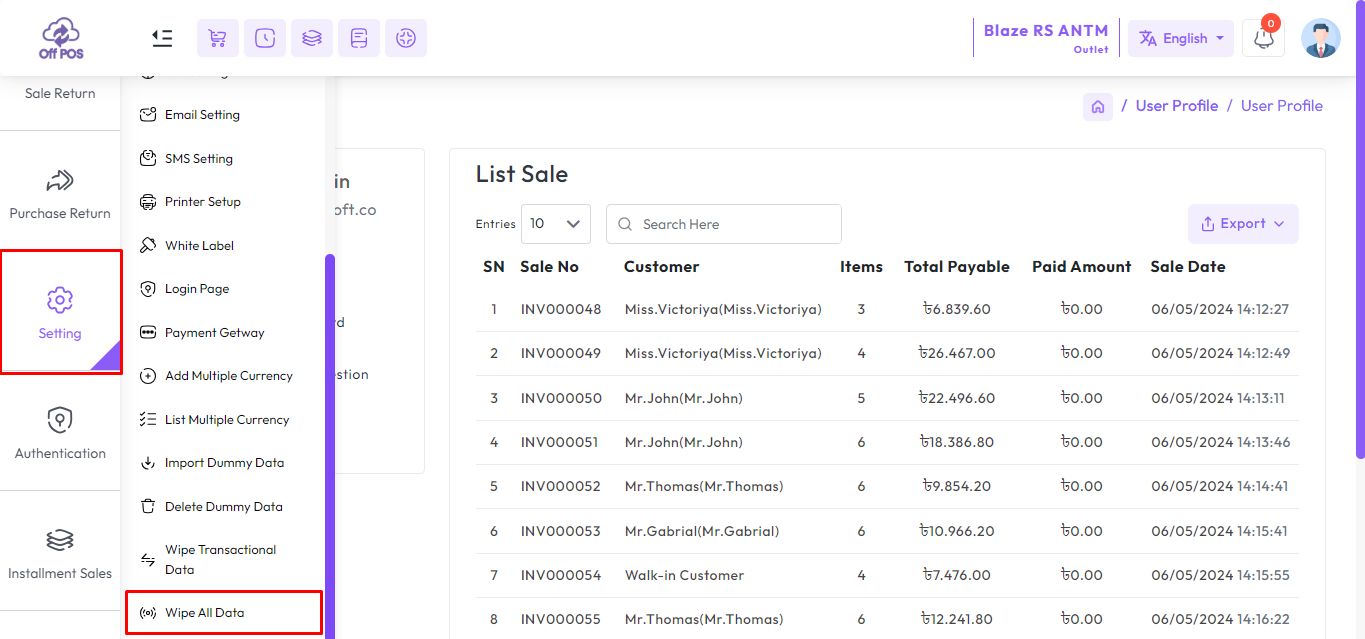 Off POS
Blaze RS ANTM
Outlet
English
0
Sale Return
Purchase Return
Setting
Authentication
Installment Sales
Email Setting
SMS Setting
Printer Setup
White Label
Login Page
Payment Getway
Add Multiple Currency
List Multiple Currency
Import Dummy Data
Delete Dummy Data
Wipe Transactional
Data
Wipe All Data
/ User Profile / User Profile
List Sale
Entries 10 Search Here Export
SN Sale No Customer Items Total Payable Paid Amount Sale Date
1 INV000048 Miss.Victoriya(Miss.Victoriya) 3 ৳6.839.60 ৳0.00 06/05/2024 14:12:27
2 INV000049 Miss.Victoriya(Miss.Victoriya) 4 ৳26.467.00 ৳0.00 06/05/2024 14:12:49
3 INV000050 Mr.John(Mr.John) 5 ৳22.496.60 ৳0.00 06/05/2024 14:13:11
4 INV000051 Mr.John(Mr.John) 6 ৳18.386.80 ৳0.00 06/05/2024 14:13:46
5 INV000052 Mr.Thomas(Mr.Thomas) 6 ৳9.854.20 ৳0.00 06/05/2024 14:14:41
6 INV000053 Mr.Gabrial(Mr.Gabrial) 6 ৳10.966.20 ৳0.00 06/05/2024 14:15:41
7 INV000054 Walk-in Customer 4 ৳7.476.00 ৳0.00 06/05/2024 14:15:55
8 INV000055 Mr.Thomas(Mr.Thomas) 6 ৳12.241.80 ৳0.00 06/05/2024 14:16:22